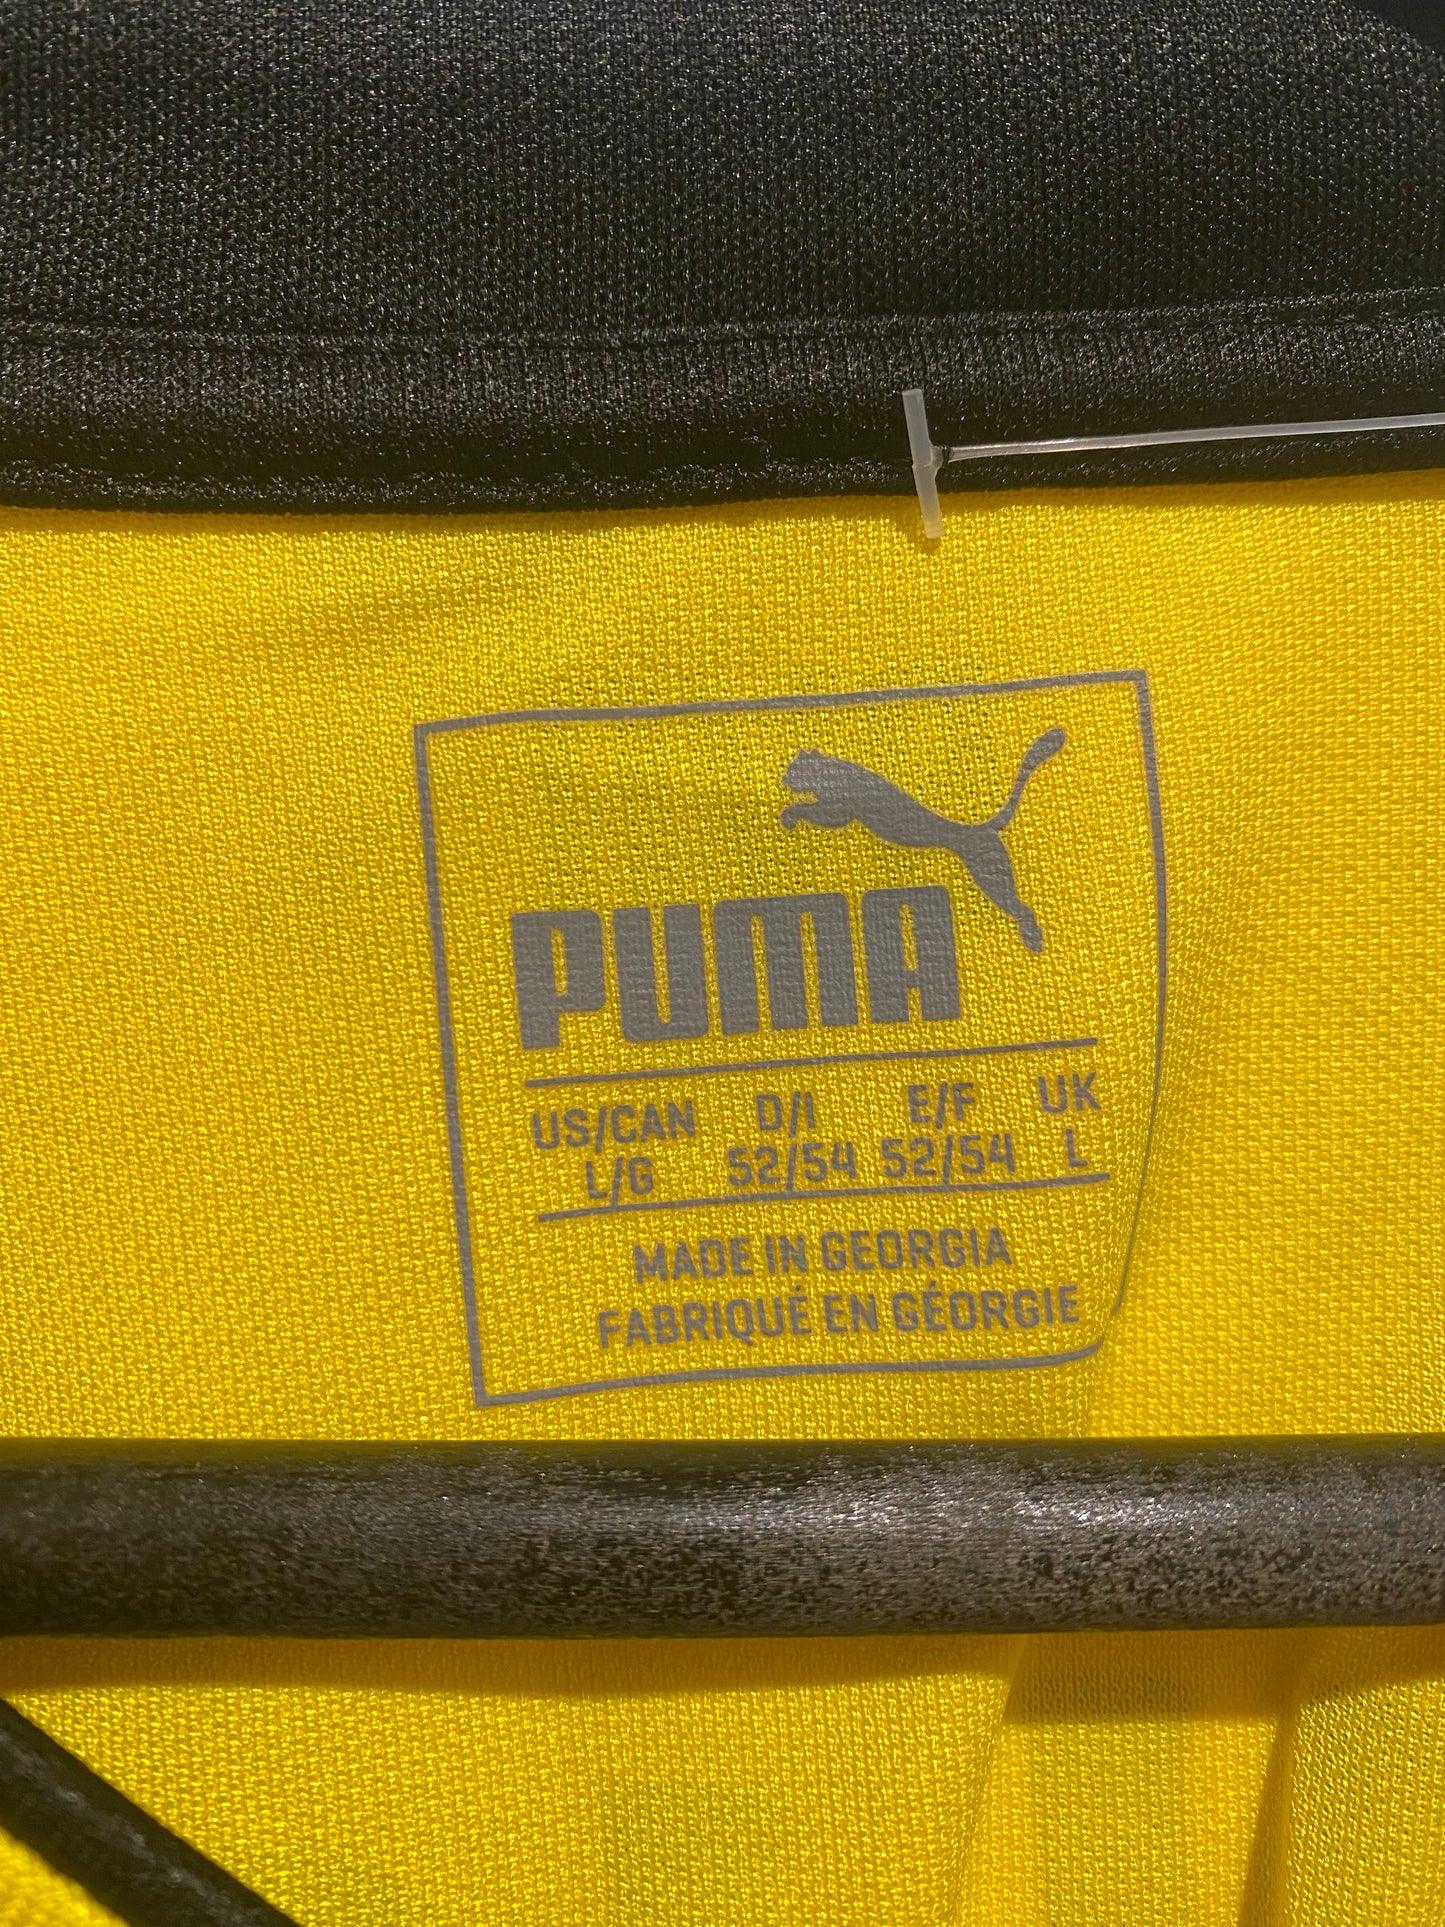 PUMA
US/CAN D/I E/F UK
L/G 52/54 52/54 L
MADE IN GEORGIA
FABRIQUÉ EN GÉORGIE